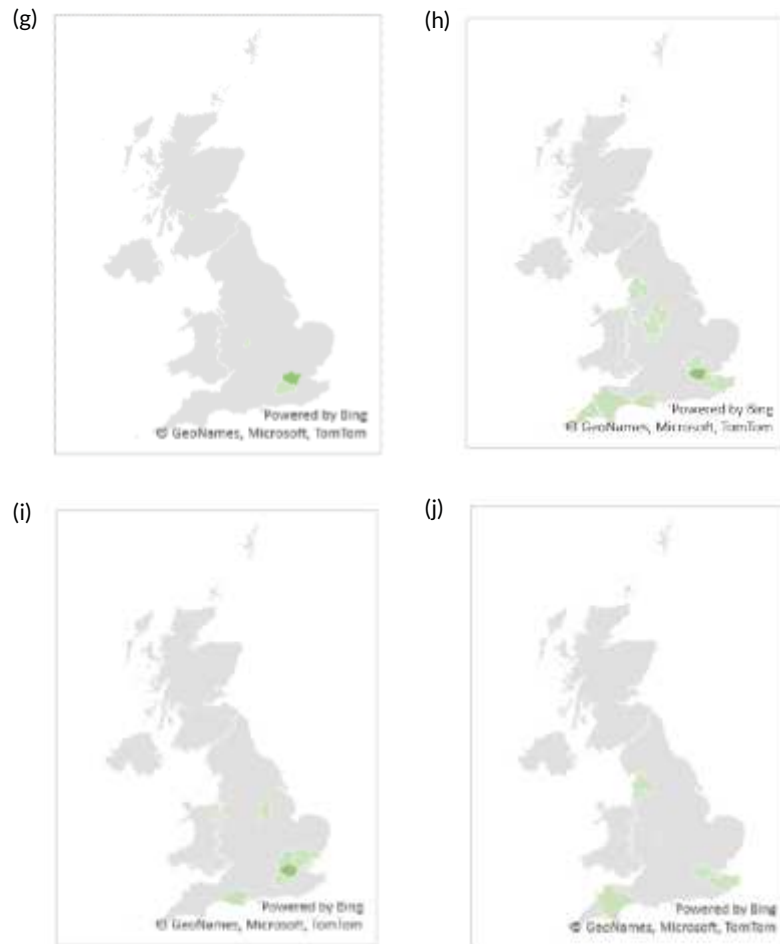 (g)
Powered by Bing
© GeoNames, Microsoft, TomTom
(h)
Powered by Bing
© GeoNames, Microsoft, TomTom
(i)
Powered by Bing
© GeoNames, Microsoft, TomTom
(j)
Powered by Bing
© GeoNames, Microsoft, TomTom